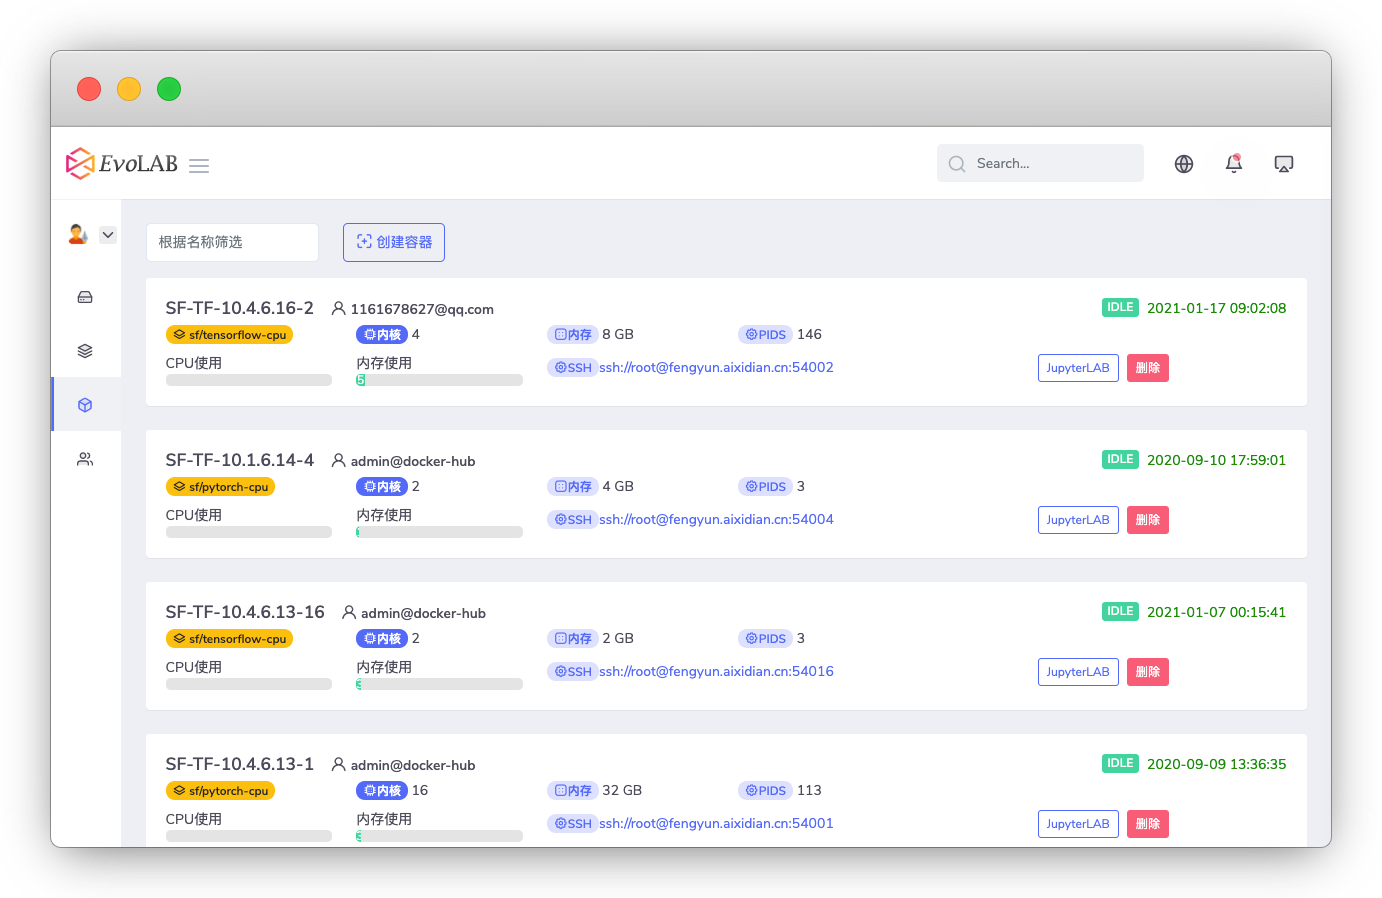 EvoLAB
Search...
根据名称筛选
创建容器
SF-TF-10.4.6.16-2 1161678627@qq.com IDLE 2021-01-17 09:02:08
sf/tensorflow-cpu 内核 4 内存 8 GB PIDS 146
CPU使用 内存使用 SSH ssh://root@fengyun.aixidian.cn:54002 JupyterLAB 删除
5
SF-TF-10.1.6.14-4 admin@docker-hub IDLE 2020-09-10 17:59:01
sf/pytorch-cpu 内核 2 内存 4 GB PIDS 3
CPU使用 内存使用 SSH ssh://root@fengyun.aixidian.cn:54004 JupyterLAB 删除
SF-TF-10.4.6.13-16 admin@docker-hub IDLE 2021-01-07 00:15:41
sf/tensorflow-cpu 内核 2 内存 2 GB PIDS 3
CPU使用 内存使用 SSH ssh://root@fengyun.aixidian.cn:54016 JupyterLAB 删除
SF-TF-10.4.6.13-1 admin@docker-hub IDLE 2020-09-09 13:36:35
sf/pytorch-cpu 内核 16 内存 32 GB PIDS 113
CPU使用 内存使用 SSH ssh://root@fengyun.aixidian.cn:54001 JupyterLAB 删除